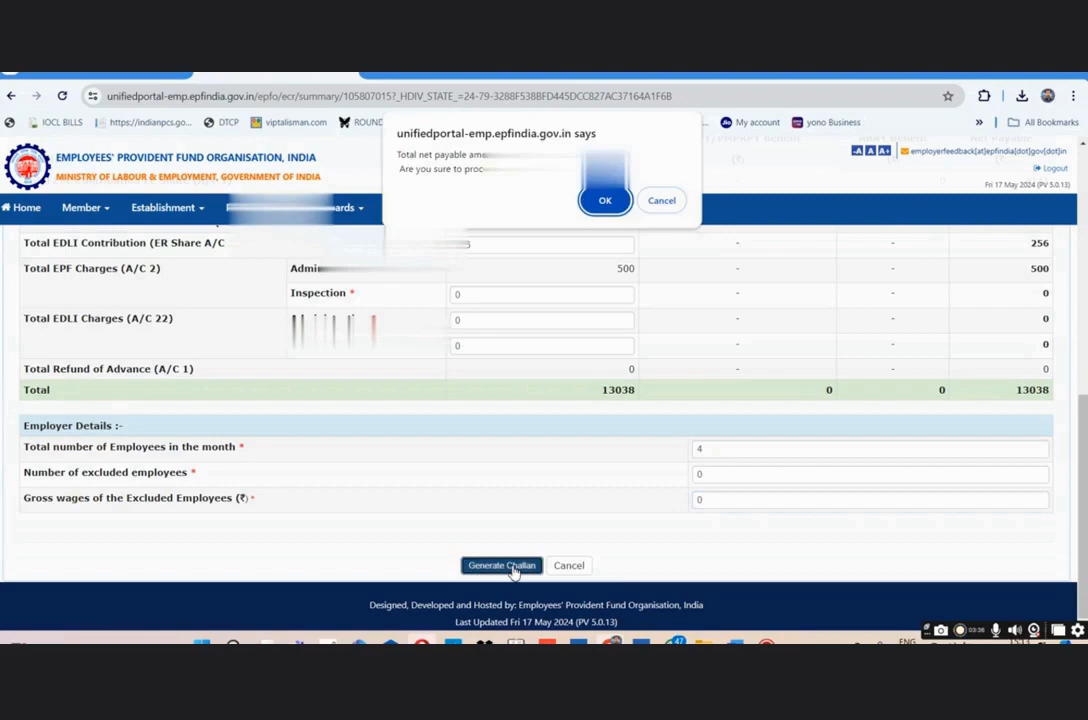 unifiedportal-emp.epfindia.gov.in/epfo/ecr/summary/105807015?_HDIV_STATE_=24-79-3288F538BFD445DCC827AC37164A1F6B
IOCL BILLS https://indianpcs.go... DTCP viptalisman.com ROUND My account yono Business » All Bookmarks
unifiedportal-emp.epfindia.gov.in says
Total net payable
Are you sure to
OK Cancel
EMPLOYEES' PROVIDENT FUND ORGANISATION, INDIA
MINISTRY OF LABOUR & EMPLOYMENT, GOVERNMENT OF INDIA
-A A A+ employerfeedback[at]epfindia[dot]gov[dot]in
Logout
Fri 17 May 2024 (PV 5.0.13)
Home Member Establishment
Total EDLI Contribution (ER Share A/C - - 256
Total EPF Charges (A/C 2) 500 - - 500
Inspection * 0 - - 0
Total EDLI Charges (A/C 22) 0 - - 0
0 - - 0
Total Refund of Advance (A/C 1) 0 - - 0
Total 13038 0 0 13038
Employer Details :-
Total number of Employees in the month * 4
Number of excluded employees * 0
Gross wages of the Excluded Employees (₹) * 0
Generate Challan Cancel
Designed, Developed and Hosted by: Employees' Provident Fund Organisation, India
Last Updated Fri 17 May 2024 (PV 5.0.13)
47
03:36
ENG